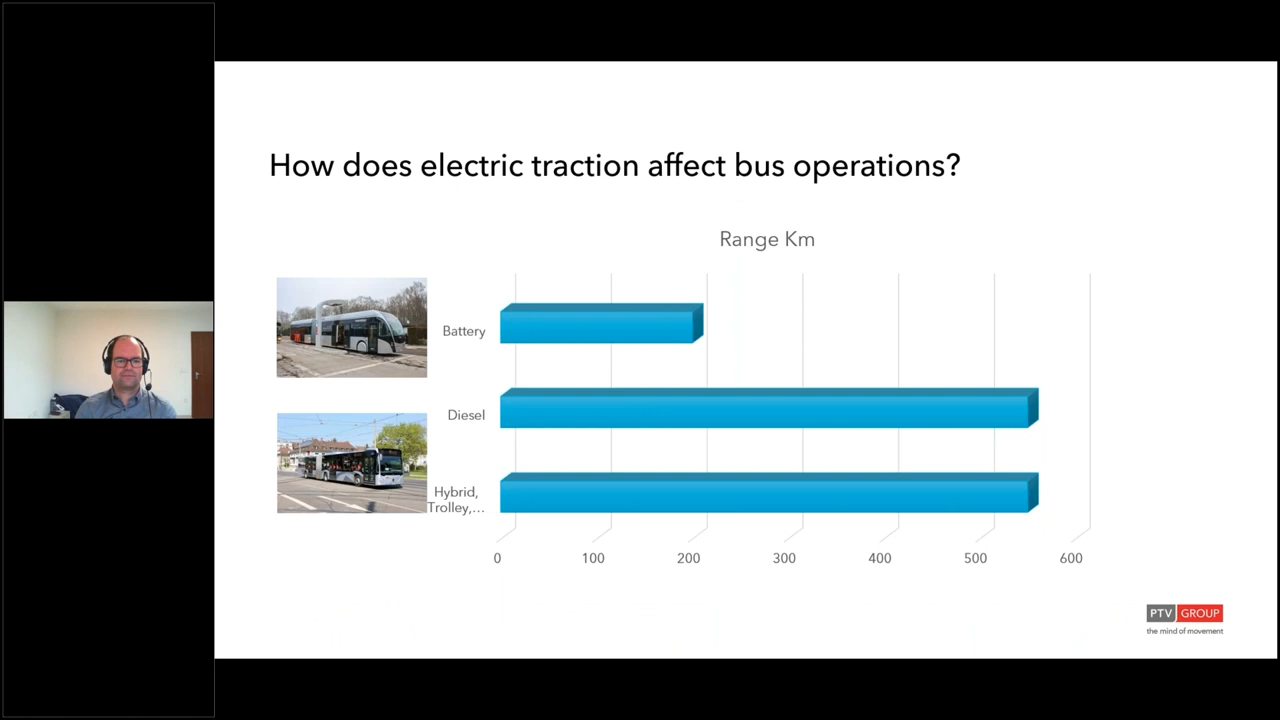 How does electric traction affect bus operations?
Range Km
Battery
Diesel
Hybrid,
Trolley,...
0 100 200 300 400 500 600
PTV GROUP
the mind of movement